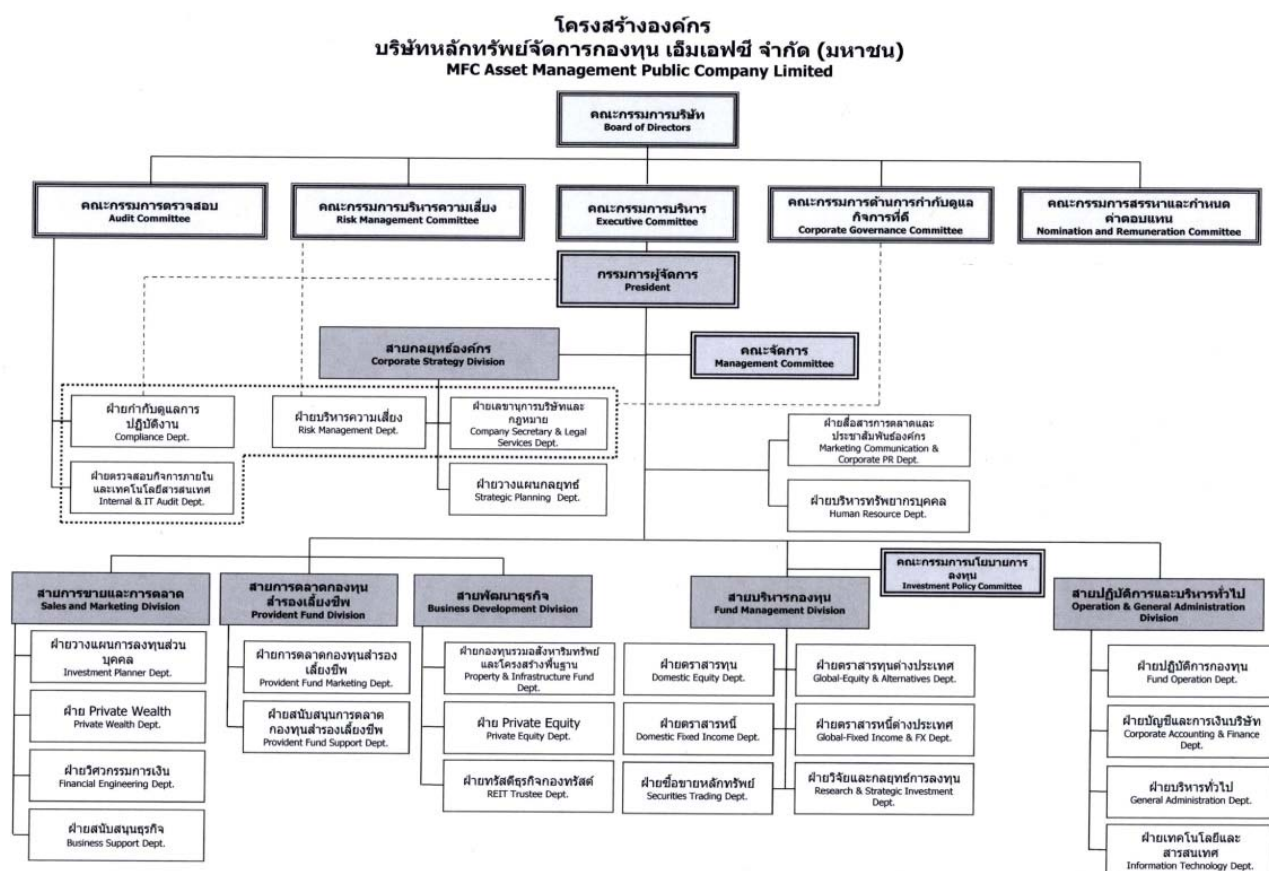 โครงสร้างองค์กร
บริษัทหลักทรัพย์จัดการกองทุน เอ็มเอฟซี จำกัด (มหาชน)
MFC Asset Management Public Company Limited
คณะกรรมการบริษัท
Board of Directors
คณะกรรมการตรวจสอบ
Audit Committee
คณะกรรมการบริหารความเสี่ยง
Risk Management Committee
คณะกรรมการบริหาร
Executive Committee
คณะกรรมการด้านการกำกับดูแล
กิจการที่ดี
Corporate Governance Committee
คณะกรรมการสรรหาและกำหนด
ค่าตอบแทน
Nomination and Remuneration Committee
กรรมการผู้จัดการ
President
สายกลยุทธ์องค์กร
Corporate Strategy Division
คณะจัดการ
Management Committee
ฝ่ายกำกับดูแลการ
ปฏิบัติงาน
Compliance Dept.
ฝ่ายบริหารความเสี่ยง
Risk Management Dept.
ฝ่ายเลขานุการบริษัทและ
กฎหมาย
Company Secretary & Legal
Services Dept.
ฝ่ายสื่อสารการตลาดและ
ประชาสัมพันธ์องค์กร
Marketing Communication &
Corporate PR Dept.
ฝ่ายตรวจสอบกิจการภายใน
และเทคโนโลยีสารสนเทศ
Internal & IT Audit Dept.
ฝ่ายวางแผนกลยุทธ์
Strategic Planning Dept.
ฝ่ายบริหารทรัพยากรบุคคล
Human Resource Dept.
คณะกรรมการนโยบายการ
ลงทุน
Investment Policy Committee
สายการขายและการตลาด
Sales and Marketing Division
สายการตลาดกองทุน
สำรองเลี้ยงชีพ
Provident Fund Division
สายพัฒนาธุรกิจ
Business Development Division
สายบริหารกองทุน
Fund Management Division
สายปฏิบัติการและบริหารทั่วไป
Operation & General Administration
Division
ฝ่ายวางแผนการลงทุนส่วน
บุคคล
Investment Planner Dept.
ฝ่าย Private Wealth
Private Wealth Dept.
ฝ่ายวิศวกรรมการเงิน
Financial Engineering Dept.
ฝ่ายสนับสนุนธุรกิจ
Business Support Dept.
ฝ่ายการตลาดกองทุนสำรอง
เลี้ยงชีพ
Provident Fund Marketing Dept.
ฝ่ายสนับสนุนการตลาด
กองทุนสำรองเลี้ยงชีพ
Provident Fund Support Dept.
ฝ่ายกองทุนรวมอสังหาริมทรัพย์
และโครงสร้างพื้นฐาน
Property & Infrastructure Fund
Dept.
ฝ่าย Private Equity
Private Equity Dept.
ฝ่ายทรัสตีธุรกิจกองทรัสต์
REIT Trustee Dept.
ฝ่ายตราสารทุน
Domestic Equity Dept.
ฝ่ายตราสารหนี้
Domestic Fixed Income Dept.
ฝ่ายซื้อขายหลักทรัพย์
Securities Trading Dept.
ฝ่ายตราสารทุนต่างประเทศ
Global-Equity & Alternatives Dept.
ฝ่ายตราสารหนี้ต่างประเทศ
Global-Fixed Income & FX Dept.
ฝ่ายวิจัยและกลยุทธ์การลงทุน
Research & Strategic Investment
Dept.
ฝ่ายปฏิบัติการกองทุน
Fund Operation Dept.
ฝ่ายบัญชีและการเงินบริษัท
Corporate Accounting & Finance
Dept.
ฝ่ายบริหารทั่วไป
General Administration Dept.
ฝ่ายเทคโนโลยีและ
สารสนเทศ
Information Technology Dept.